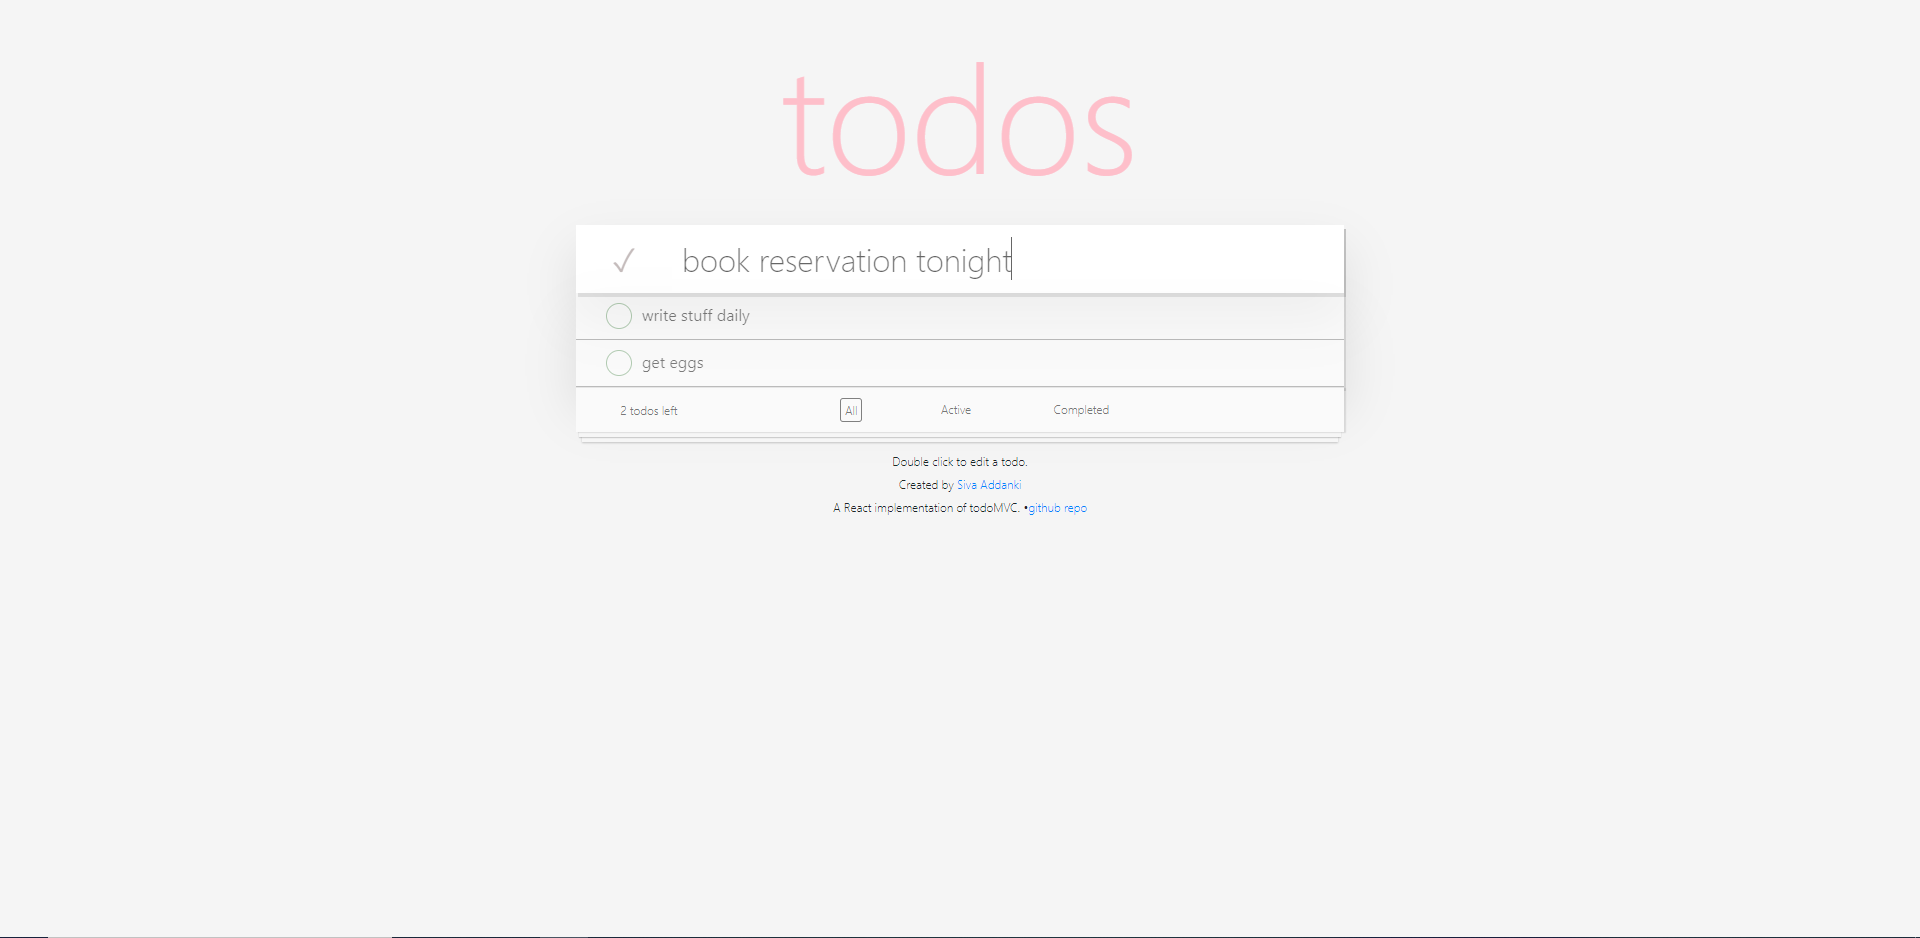 todos
✓ book reservation tonight
write stuff daily
get eggs
2 todos left All Active Completed
Double click to edit a todo.
Created by Siva Addanki
A React implementation of todoMVC. •github repo